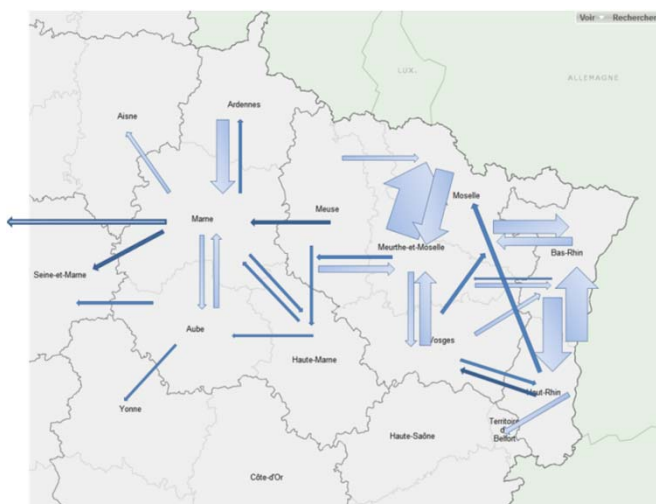 Voir Rechercher
LUX.
ALLEMAGNE
Ardennes
Aisne
Moselle
Meuse
Marne
Meurthe-et-Moselle
Bas-Rhin
Seine-et-Marne
Aube
Vosges
Haute-Marne
Haut-Rhin
Yonne
Territoire
de
Belfort
Haute-Saône
Côte-d'Or